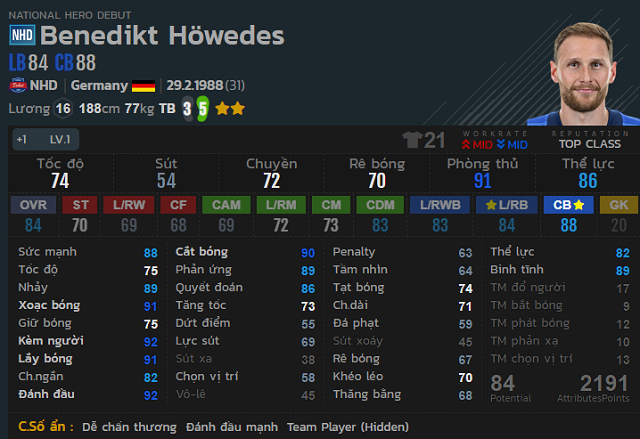 NATIONAL HERO DEBUT
NHD Benedikt Höwedes
LB 84 CB 88
NHD Germany 29.2.1988 (31)
Lương 16 188cm 77kg TB 3 5
+1 LV.1 21 WORKRATE MID MID REPUTATION TOP CLASS
Tốc độ Sút Chuyền Rê bóng Phòng thủ Thể lực
74 54 72 70 91 86
OVR ST L/RW CF CAM L/RM CM CDM L/RWB L/RB CB GK
84 70 69 68 69 72 73 83 83 84 88 20
Sức mạnh 88 Cắt bóng 90 Penalty 63 Thể lực 82
Tốc độ 75 Phản ứng 89 Tầm nhìn 64 Bình tĩnh 89
Nhảy 89 Quyết đoán 86 Tạt bóng 74 TM đổ người 17
Xoạc bóng 91 Tăng tốc 73 Ch.dài 71 TM bắt bóng 9
Giữ bóng 75 Dứt điểm 55 Đá phạt 59 TM phát bóng 12
Kèm người 92 Lực sút 69 Sút xoáy 45 TM phản xạ 10
Lấy bóng 91 Sút xa 38 Rê bóng 67 TM chọn vị trí 13
Ch.ngắn 82 Chọn vị trí 58 Khéo léo 70 84 2191
Đánh đầu 92 Vô-lê 45 Thăng bằng 68 Potential AttributesPoints
C.Số ẩn : Dễ chấn thương Đánh đầu mạnh Team Player (Hidden)